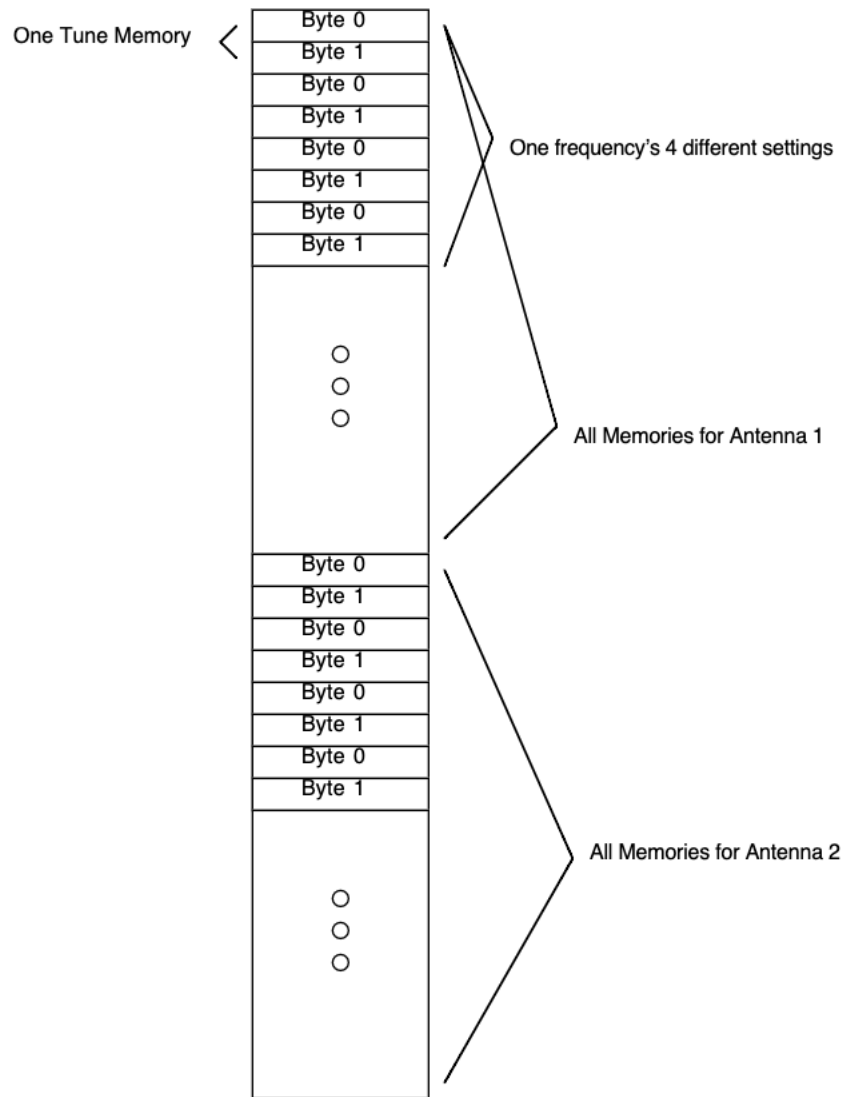 One Tune Memory
Byte 0
Byte 1
Byte 0
Byte 1
Byte 0
Byte 1
Byte 0
Byte 1
One frequency's 4 different settings
All Memories for Antenna 1
Byte 0
Byte 1
Byte 0
Byte 1
Byte 0
Byte 1
Byte 0
Byte 1
All Memories for Antenna 2